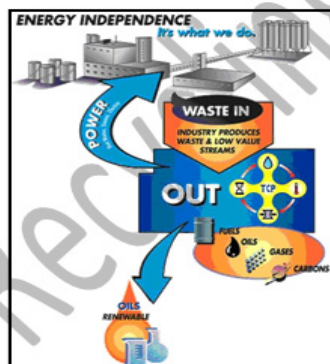 ENERGY INDEPENDENCE
It's what we do.
POWER
WASTE IN
INDUSTRY PRODUCES
WASTE & LOW VALUE
STREAMS
OUT
TCP
FUELS
OILS
GASES
CARBONS
OILS
RENEWABLE